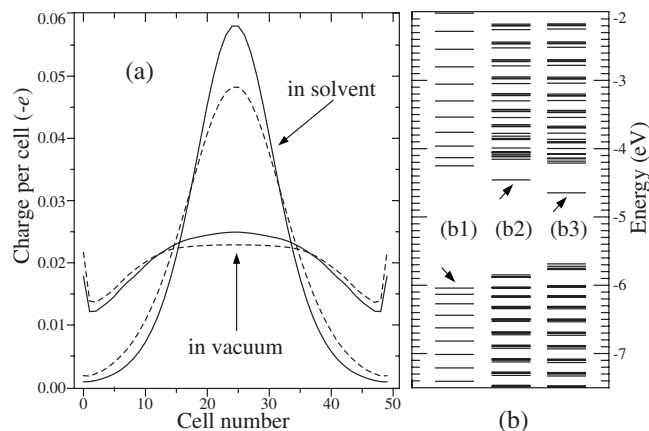 (a)
in solvent
in vacuum
Charge per cell (-e)
0.06
0.05
0.04
0.03
0.02
0.01
0.00
0
10
20
30
40
50
Cell number
(b1)
(b2)
(b3)
-2
-3
-4
-5
-6
-7
Energy (eV)
(b)